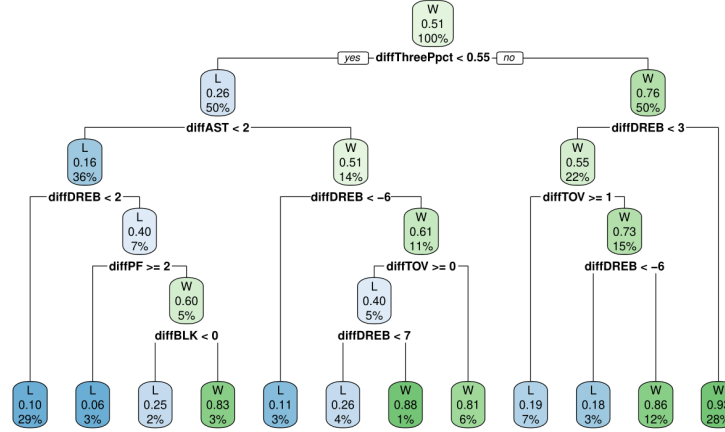 W
0.51
100%
yes diffThreePpct < 0.55 no
L
0.26
50%
W
0.76
50%
diffAST < 2
diffDREB < 3
L
0.16
36%
W
0.51
14%
W
0.55
22%
diffDREB < 2
diffDREB < −6
diffTOV >= 1
L
0.40
7%
W
0.61
11%
W
0.73
15%
diffPF >= 2
diffTOV >= 0
diffDREB < −6
W
0.60
5%
L
0.40
5%
diffBLK < 0
diffDREB < 7
L
0.10
29%
L
0.06
3%
L
0.25
2%
W
0.83
3%
L
0.11
3%
L
0.26
4%
W
0.88
1%
W
0.81
6%
L
0.19
7%
L
0.18
3%
W
0.86
12%
W
28%